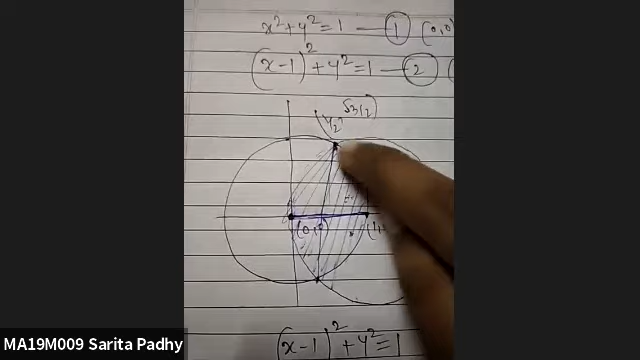 x² + y² = 1 — ① (0,0)
(x-1)² + y² = 1 — ② (
(1/2, √3/2)
(0,0)
(1,
(x-1)² + y² = 1
MA19M009 Sarita Padhy